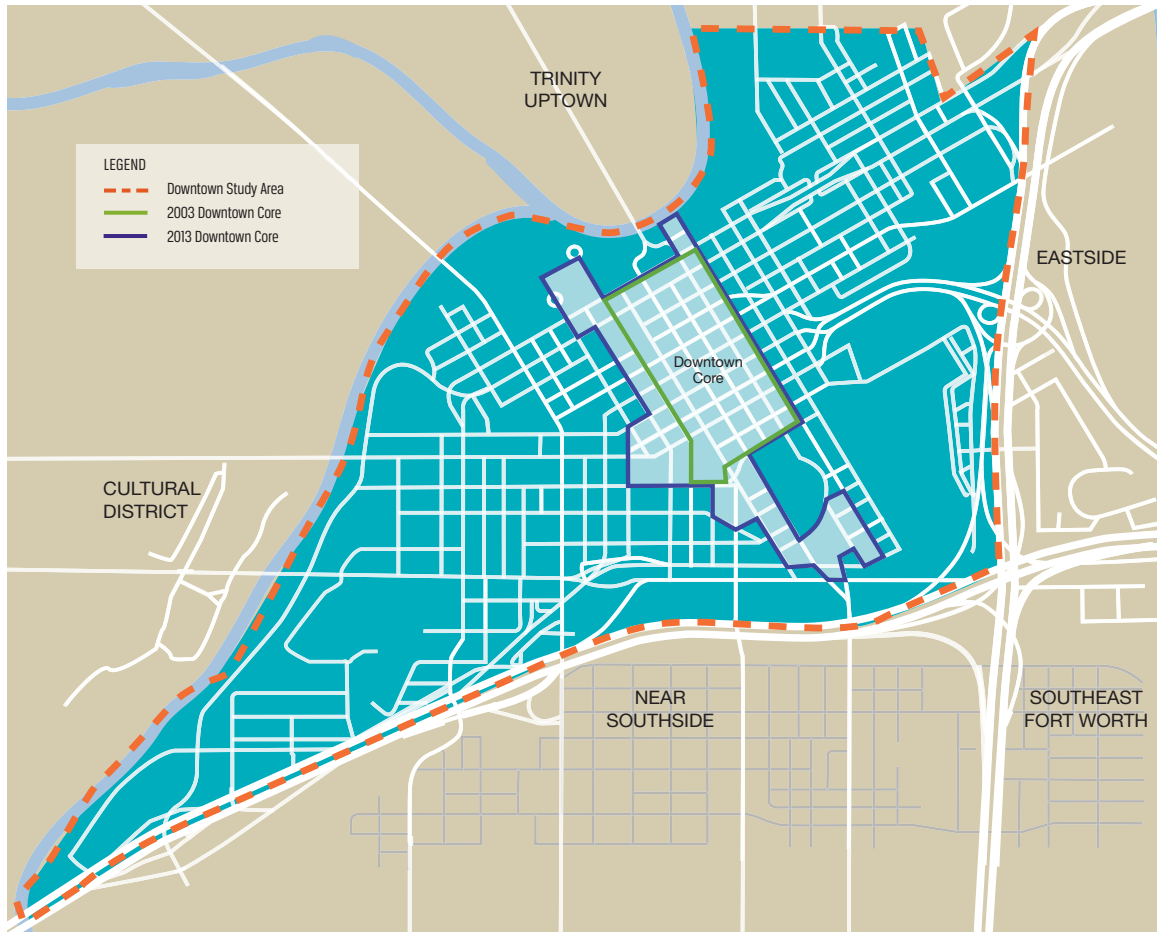 TRINITY
UPTOWN
LEGEND
Downtown Study Area
2003 Downtown Core
2013 Downtown Core
EASTSIDE
Downtown
Core
CULTURAL
DISTRICT
NEAR
SOUTHSIDE
SOUTHEAST
FORT WORTH